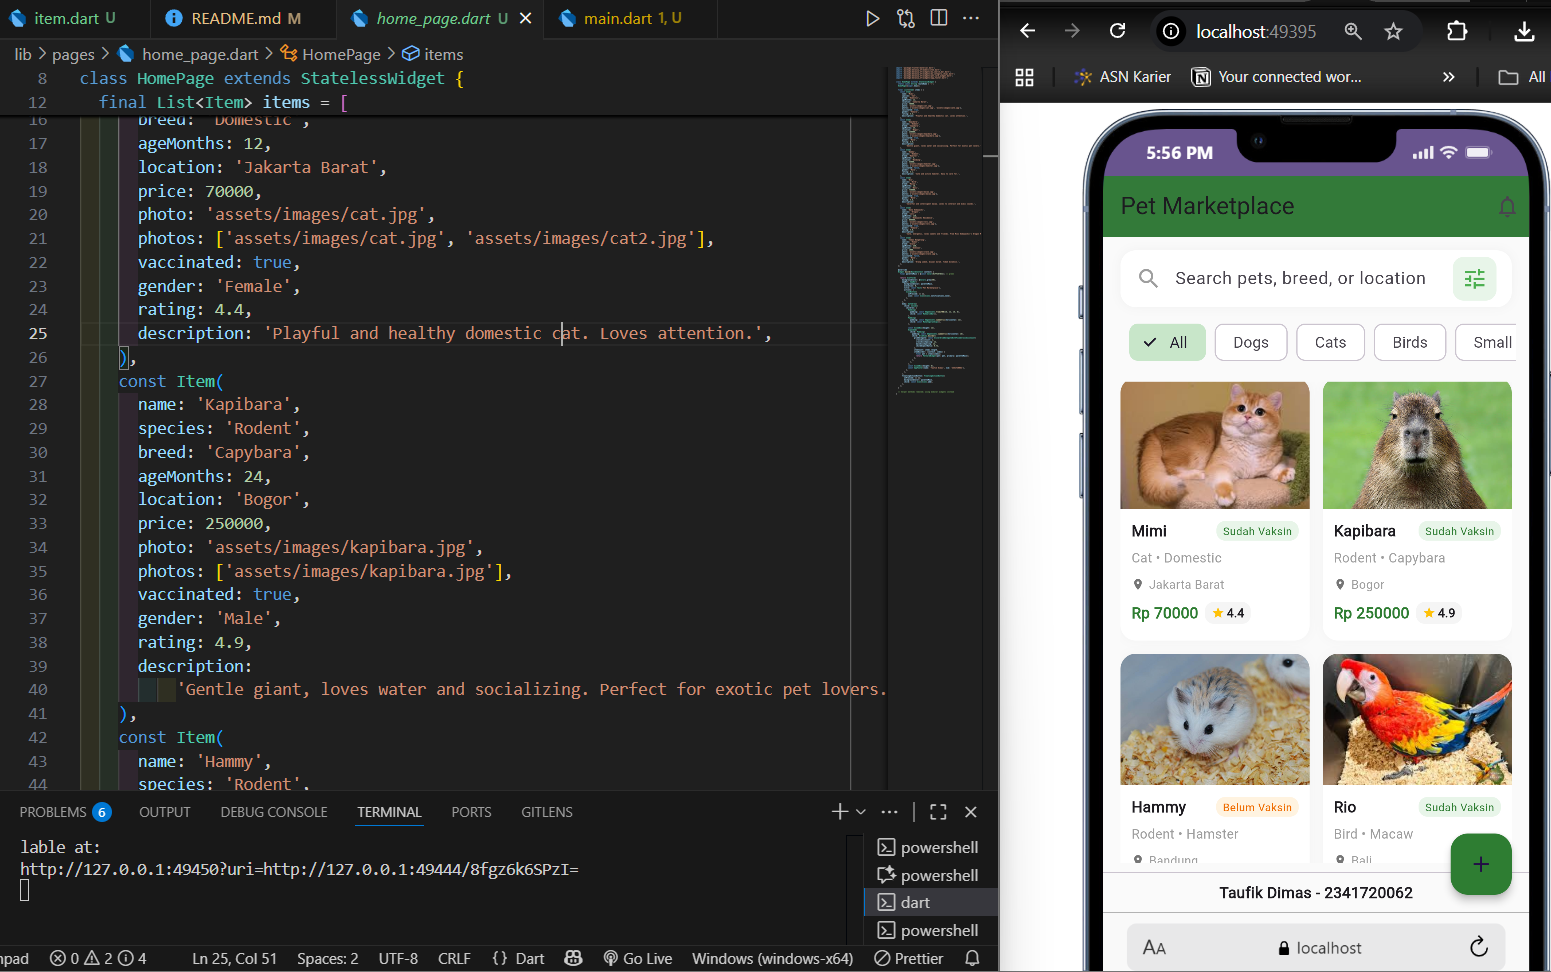 item.dart U
README.md M
home_page.dart U
main.dart 1, U
lib > pages > home_page.dart > HomePage > items
8 class HomePage extends StatelessWidget {
12 final List<Item> items = [
16 breed: 'Domestic',
17 ageMonths: 12,
18 location: 'Jakarta Barat',
19 price: 70000,
20 photo: 'assets/images/cat.jpg',
21 photos: ['assets/images/cat.jpg', 'assets/images/cat2.jpg'],
22 vaccinated: true,
23 gender: 'Female',
24 rating: 4.4,
25 description: 'Playful and healthy domestic cat. Loves attention.',
26 ),
27 const Item(
28 name: 'Kapibara',
29 species: 'Rodent',
30 breed: 'Capybara',
31 ageMonths: 24,
32 location: 'Bogor',
33 price: 250000,
34 photo: 'assets/images/kapibara.jpg',
35 photos: ['assets/images/kapibara.jpg'],
36 vaccinated: true,
37 gender: 'Male',
38 rating: 4.9,
39 description:
40 'Gentle giant, loves water and socializing. Perfect for exotic pet lovers.
41 ),
42 const Item(
43 name: 'Hammy',
44 species: 'Rodent',
PROBLEMS 6 OUTPUT DEBUG CONSOLE TERMINAL PORTS GITLENS
lable at:
http://127.0.0.1:49450?uri=http://127.0.0.1:49444/8fgz6k6SPzI=
powershell
powershell
dart
powershell
npad 0 2 4 Ln 25, Col 51 Spaces: 2 UTF-8 CRLF {} Dart Go Live Windows (windows-x64) Prettier
localhost:49395
ASN Karier
Your connected wor...
» All
5:56 PM
Pet Marketplace
Search pets, breed, or location
All Dogs Cats Birds Small
Mimi Sudah Vaksin
Cat • Domestic
Jakarta Barat
Rp 70000 4.4
Kapibara Sudah Vaksin
Rodent • Capybara
Bogor
Rp 250000 4.9
Hammy Belum Vaksin
Rodent • Hamster
Bandung
Rio Sudah Vaksin
Bird • Macaw
Bali
+
Taufik Dimas - 2341720062
AA localhost